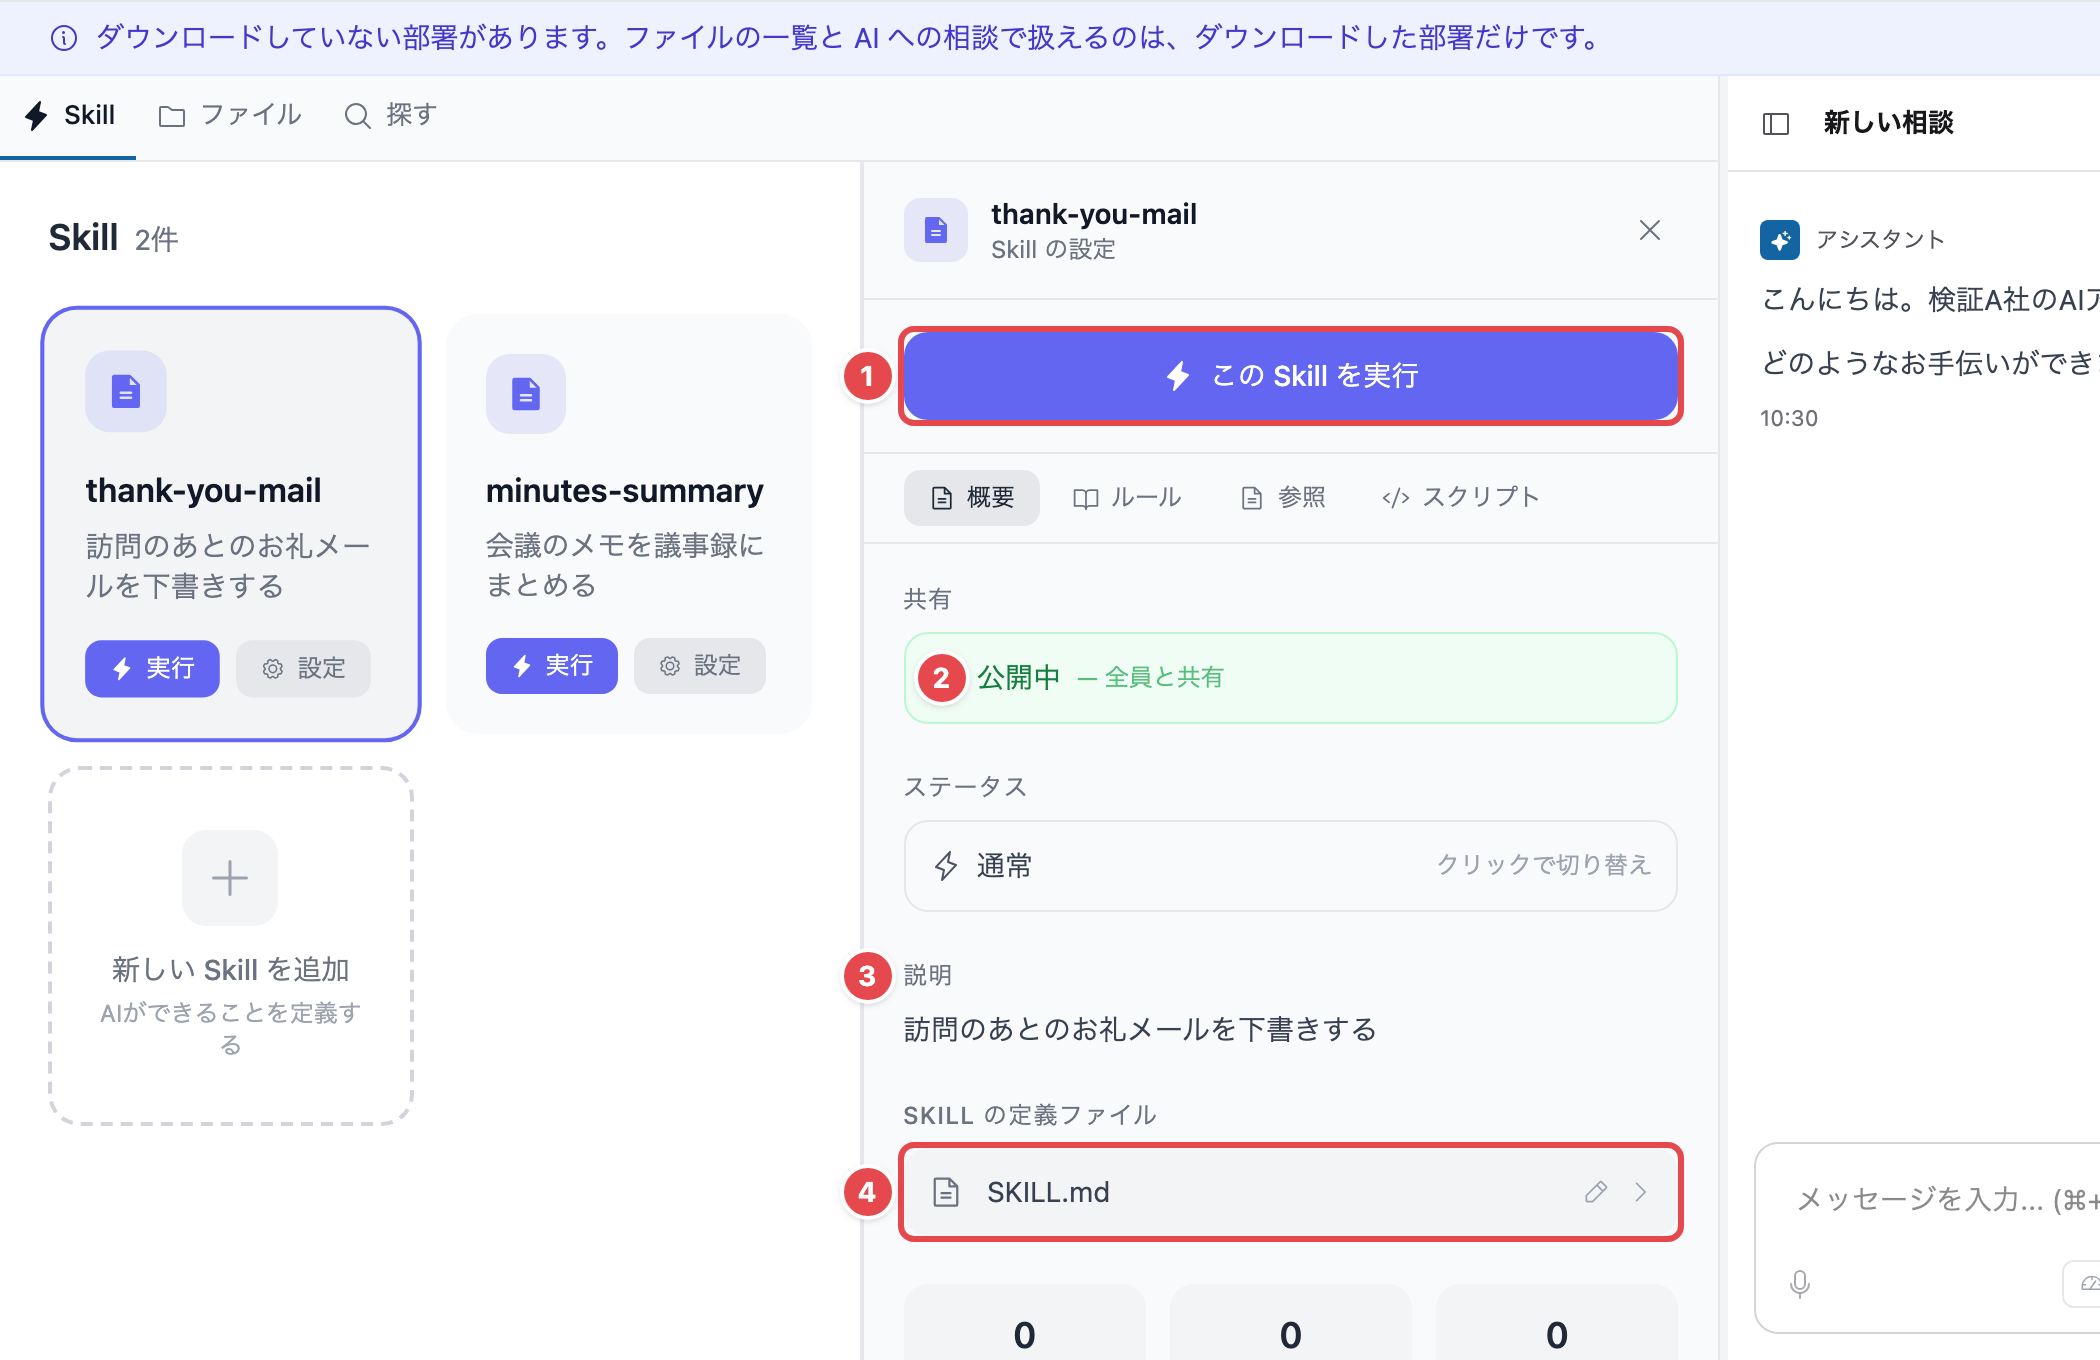 ダウンロードしていない部署があります。ファイルの一覧と AI への相談で扱えるのは、ダウンロードした部署だけです。
Skill
ファイル
探す
Skill 2件
thank-you-mail
訪問のあとのお礼メー
ルを下書きする
実行
設定
minutes-summary
会議のメモを議事録に
まとめる
実行
設定
新しい Skill を追加
AIができることを定義す
る
thank-you-mail
Skill の設定
1
この Skill を実行
概要
ルール
参照
</> スクリプト
共有
2
公開中 — 全員と共有
ステータス
通常
クリックで切り替え
3
説明
訪問のあとのお礼メールを下書きする
SKILL の定義ファイル
4
SKILL.md
0
0
0
新しい相談
アシスタント
こんにちは。検証A社のAI
どのようなお手伝いができ
10:30
メッセージを入力... (⌘+